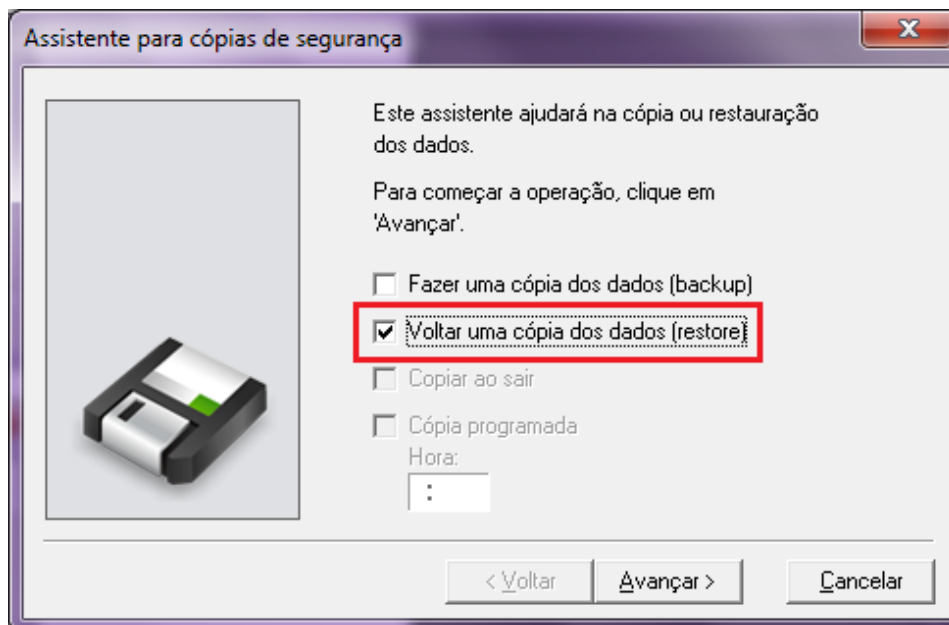 Assistente para cópias de segurança
Este assistente ajudará na cópia ou restauração
dos dados.
Para começar a operação, clique em
'Avançar'.
Fazer uma cópia dos dados (backup)
Voltar uma cópia dos dados (restore)
Copiar ao sair
Cópia programada
Hora:
:
< Voltar
Avançar >
Cancelar